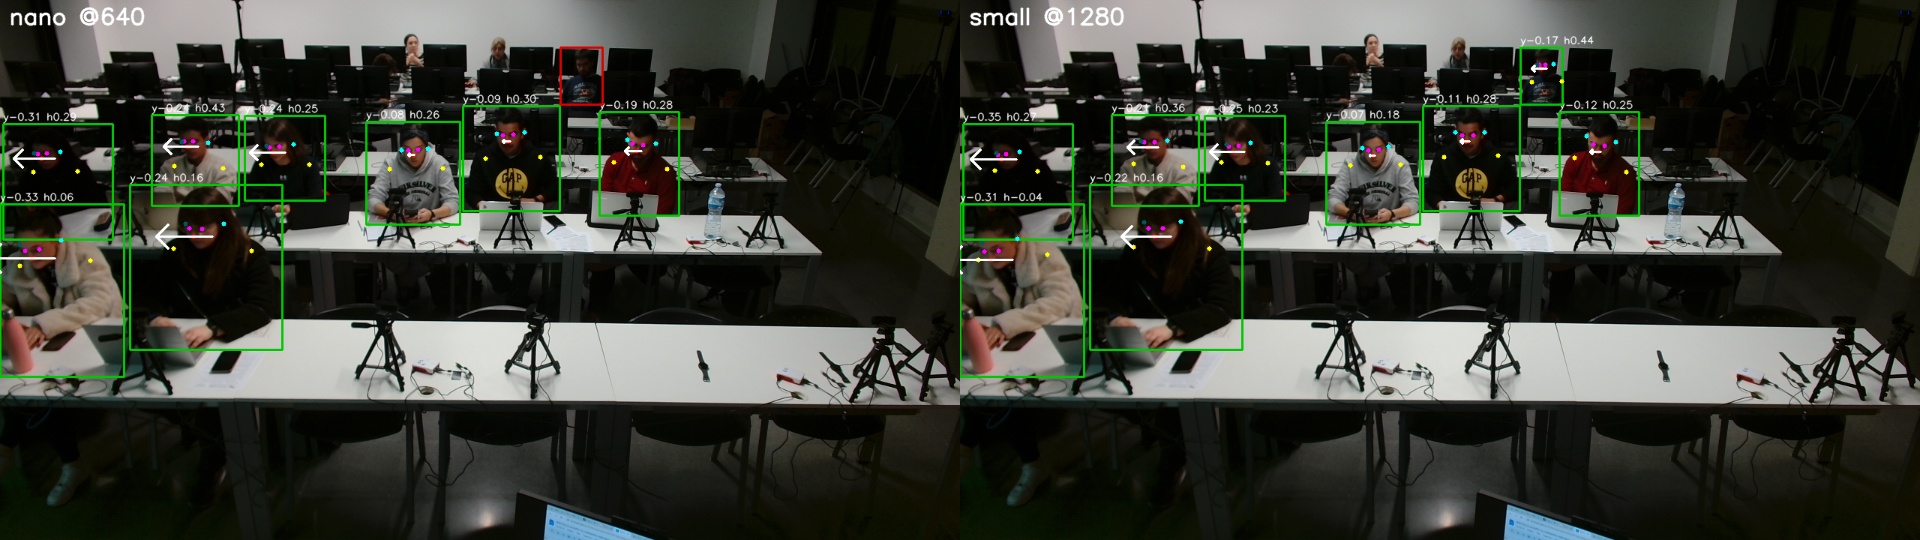 nano @640
y-0.31 h0.29
y-0.24 h0.43
y-0.24 h0.25
y-0.08 h0.26
y-0.09 h0.30
y-0.19 h0.28
y-0.33 h0.06
y-0.24 h0.16
GAP
small @1280
y-0.17 h0.44
y-0.35 h0.27
y-0.21 h0.36
y-0.25 h0.23
y-0.07 h0.18
y-0.11 h0.28
y-0.12 h0.25
y-0.31 h-0.04
y-0.22 h0.16
GAP